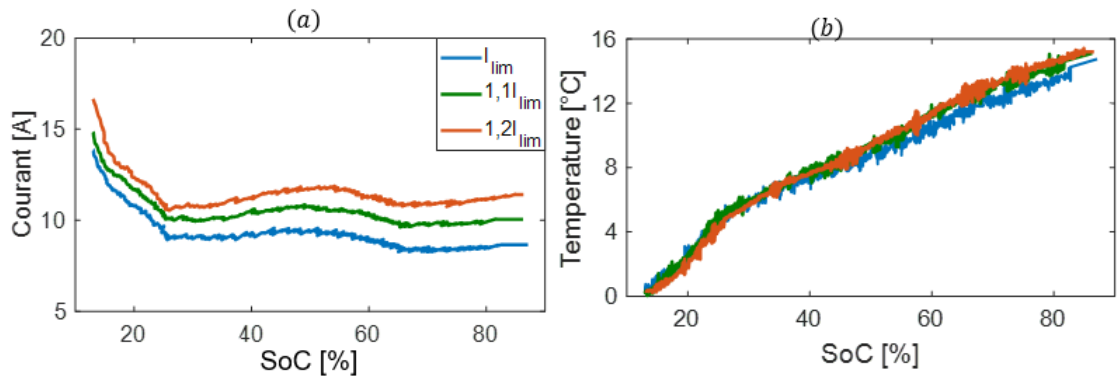 (a)
20
15
10
5
Courant [A]
I_lim
1,1I_lim
1,2I_lim
20
40
60
80
SoC [%]
(b)
16
12
8
4
0
Temperature [°C]
20
40
60
80
SoC [%]